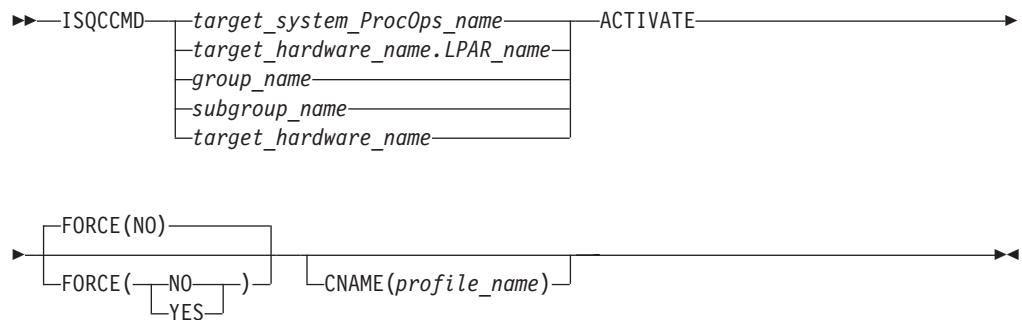 ISQCCMD target_system_ProcOps_name ACTIVATE
target_hardware_name.LPAR_name
group_name
subgroup_name
target_hardware_name
FORCE(NO)
FORCE( NO ) CNAME(profile_name)
YES